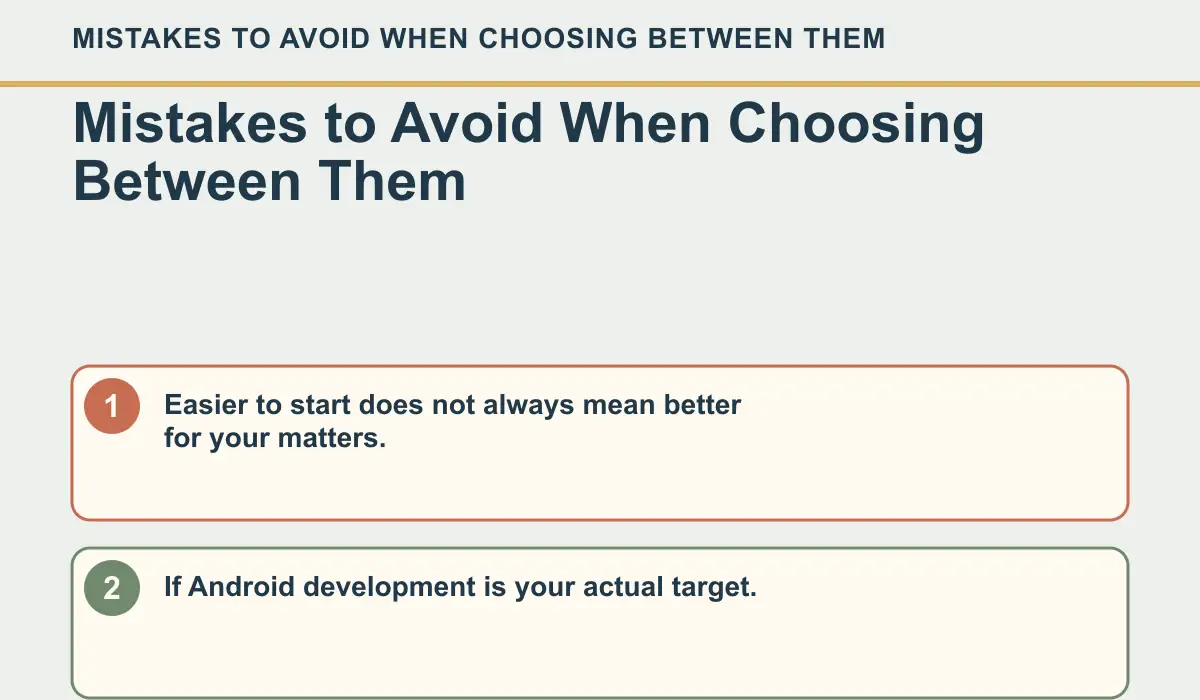 MISTAKES TO AVOID WHEN CHOOSING BETWEEN THEM
Mistakes to Avoid When Choosing
Between Them
1
Easier to start does not always mean better
for your matters.
2
If Android development is your actual target.